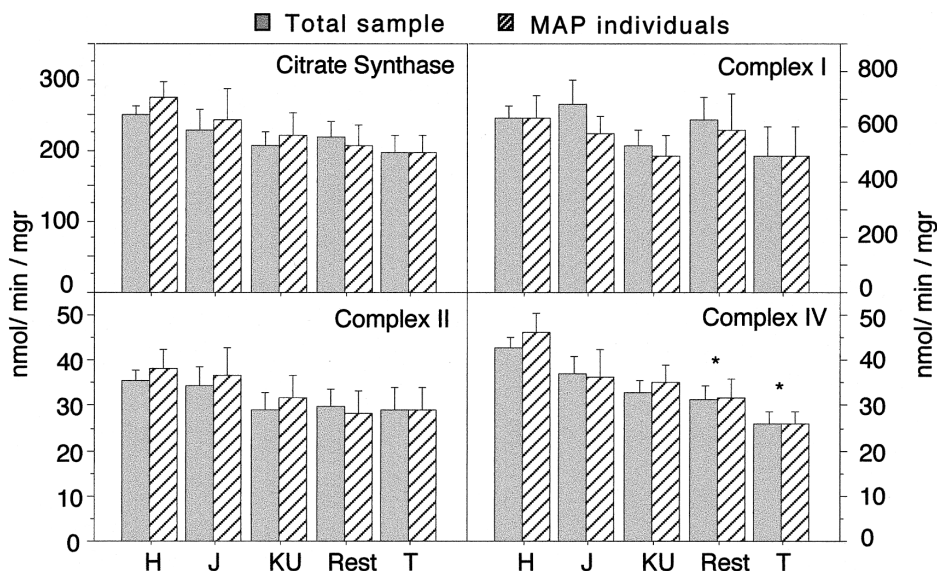 Total sample MAP individuals
Citrate Synthase
300
200
100
0
Complex I
800
600
400
200
0
nmol/ min / mgr
nmol/ min / mgr
Complex II
50
40
30
20
10
0
Complex IV
* *
50
40
30
20
10
0
H J KU Rest T
H J KU Rest T